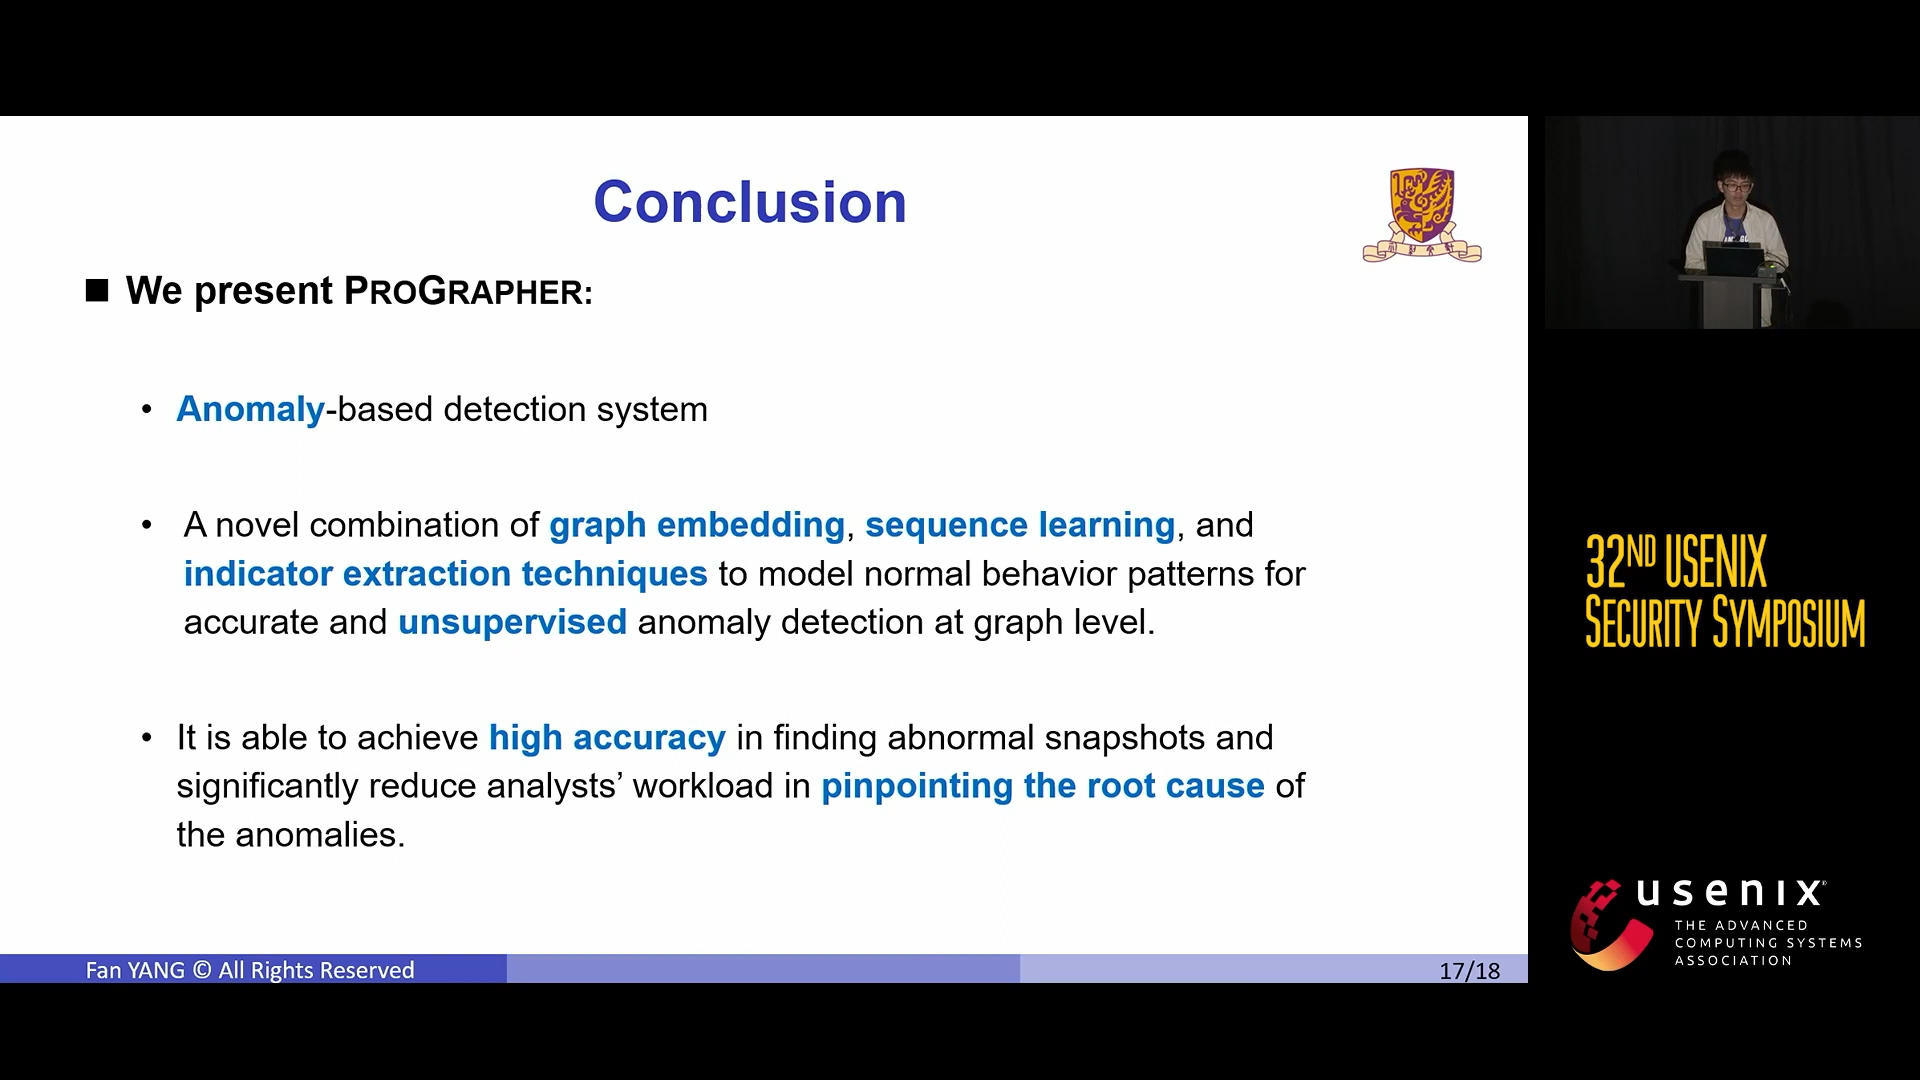 Conclusion
■ We present PROGRAPHER:
• Anomaly-based detection system
• A novel combination of graph embedding, sequence learning, and
indicator extraction techniques to model normal behavior patterns for
accurate and unsupervised anomaly detection at graph level.
• It is able to achieve high accuracy in finding abnormal snapshots and
significantly reduce analysts’ workload in pinpointing the root cause of
the anomalies.
Fan YANG © All Rights Reserved
17/18
32ND USENIX
SECURITY SYMPOSIUM
usenix®
THE ADVANCED
COMPUTING SYSTEMS
ASSOCIATION